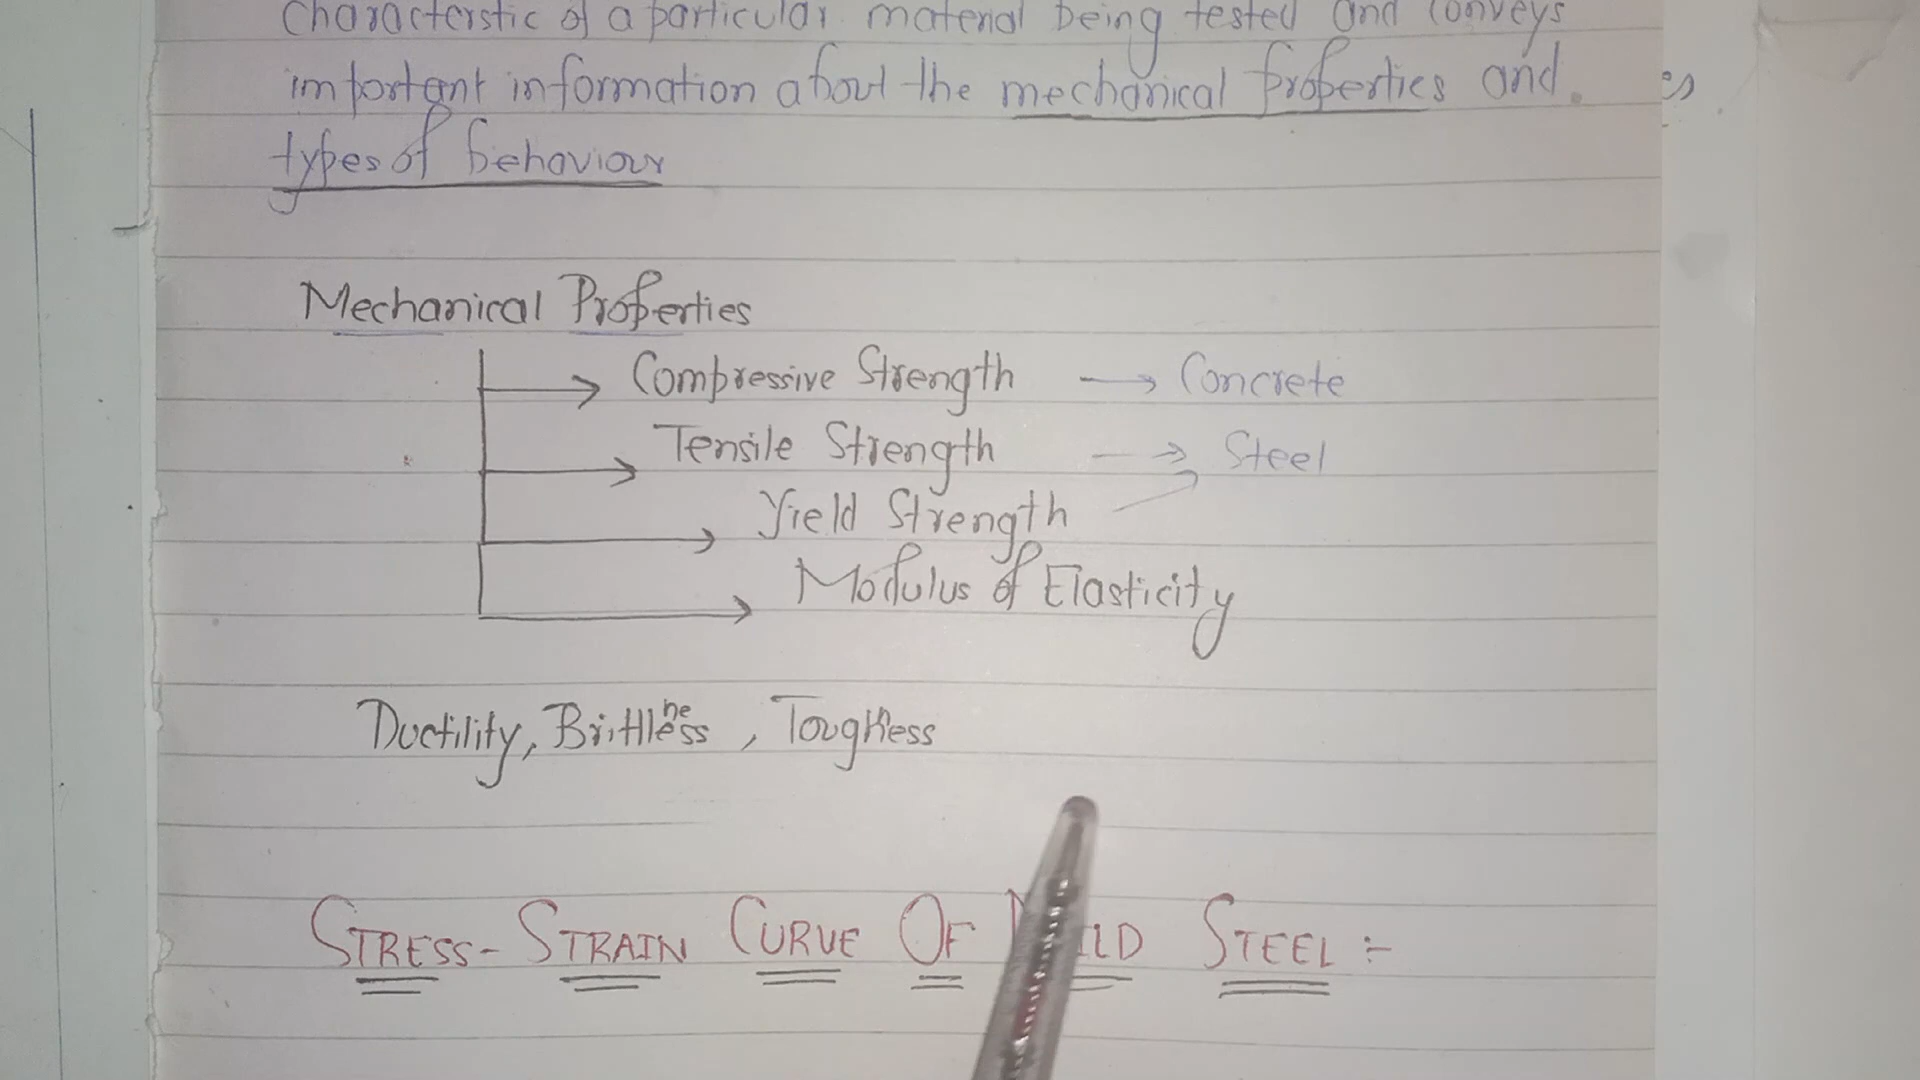 Characterstic of a particular material being tested and conveys
important information about the mechanical properties and
types of behaviour
Mechanical Properties
Compressive Strength → Concrete
Tensile Strength → Steel
Yield Strength
Modulus of Elasticity
Ductility, Brittleness, Toughness
STRESS-STRAIN CURVE OF MILD STEEL :-